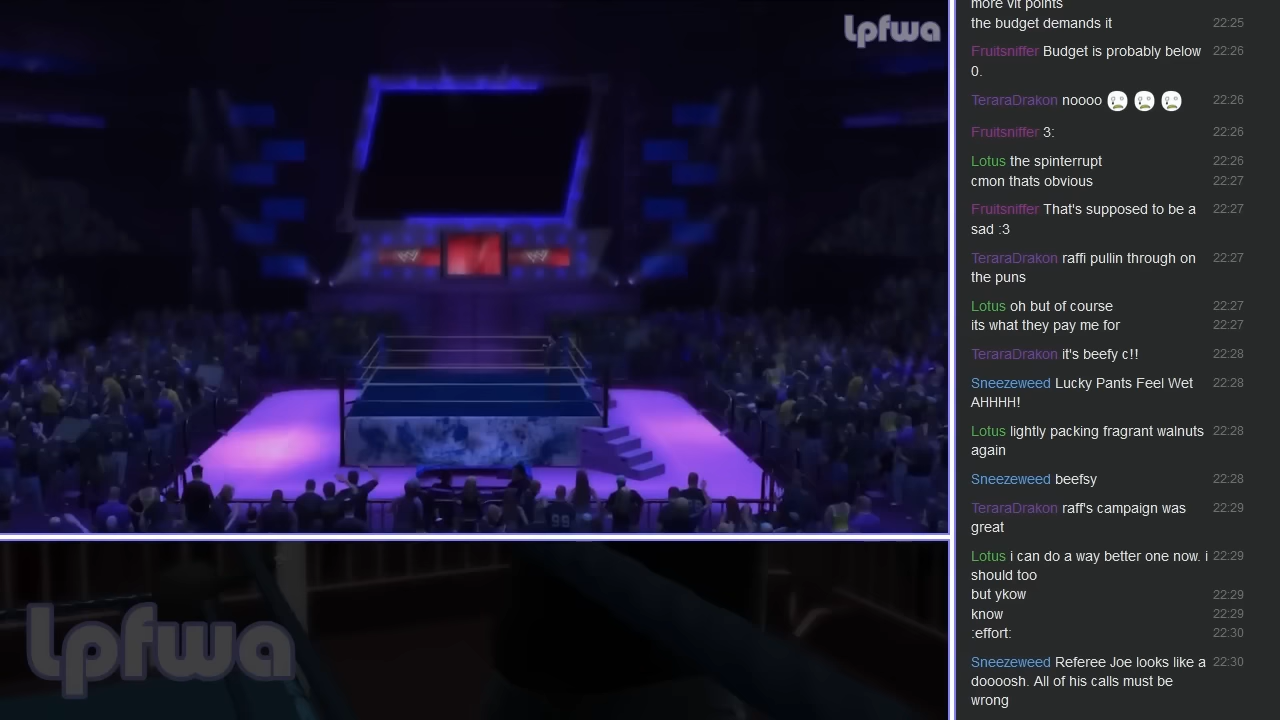 Lpfwa
more vit points
the budget demands it 22:25
Fruitsniffer Budget is probably below 22:26
0.
TeraraDrakon noooo 22:26
Fruitsniffer 3: 22:26
Lotus the spinterrupt 22:26
cmon thats obvious 22:27
Fruitsniffer That's supposed to be a 22:27
sad :3
TeraraDrakon raffi pullin through on 22:27
the puns
Lotus oh but of course 22:27
its what they pay me for 22:27
TeraraDrakon it's beefy c!! 22:28
Sneezeweed Lucky Pants Feel Wet 22:28
AHHHH!
Lotus lightly packing fragrant walnuts 22:28
again
Sneezeweed beefsy 22:28
TeraraDrakon raff's campaign was 22:29
great
Lotus i can do a way better one now. i 22:29
should too
but ykow 22:29
know 22:29
:effort: 22:30
Sneezeweed Referee Joe looks like a 22:30
doooosh. All of his calls must be
wrong
99
Lpfwa